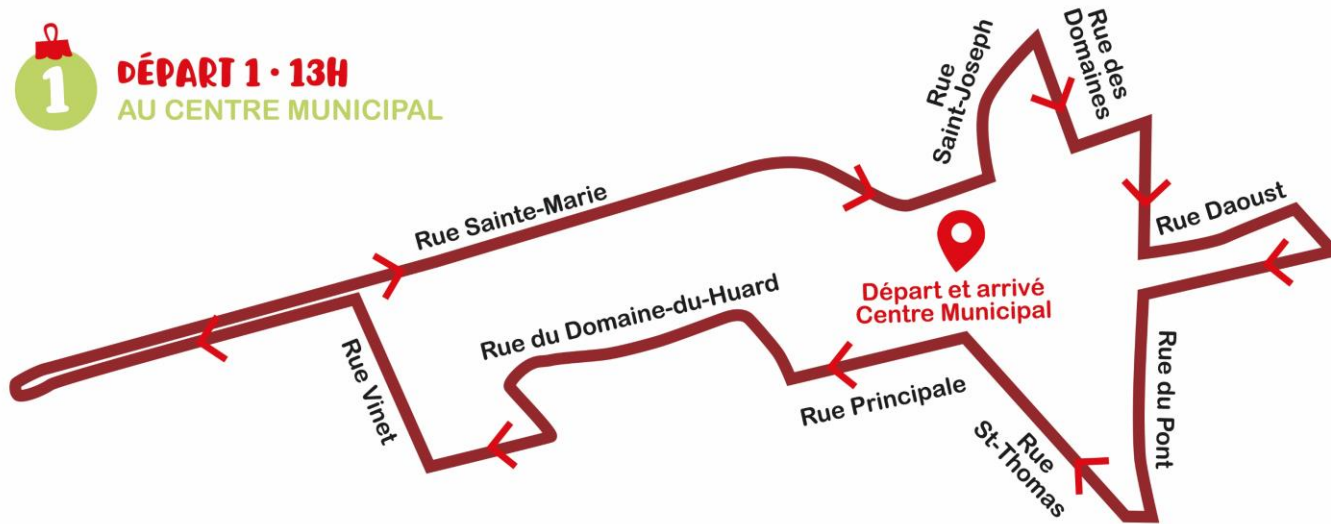 1
DÉPART 1 • 13H
AU CENTRE MUNICIPAL
Rue
Saint-Joseph
Rue des
Domaines
Rue Sainte-Marie
Rue Daoust
Départ et arrivé
Centre Municipal
Rue du Domaine-du-Huard
Rue Vinet
Rue Principale
Rue
St-Thomas
Rue du Pont